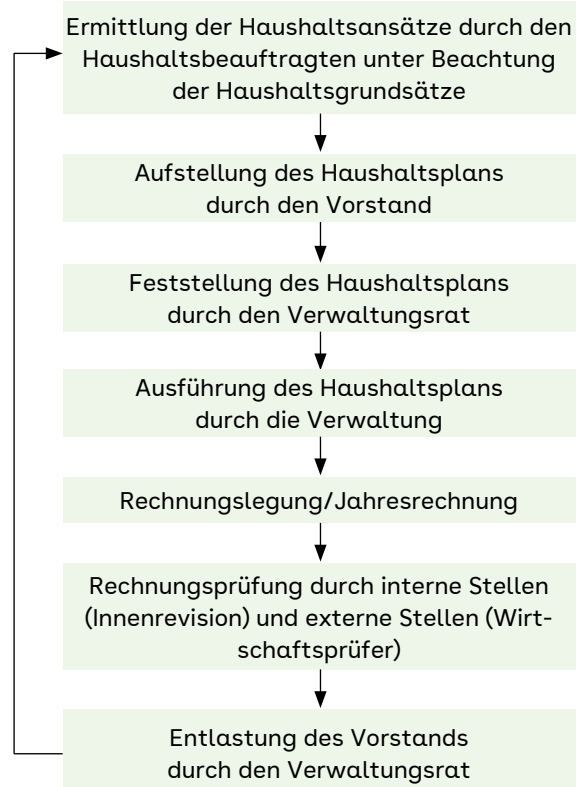 Ermittlung der Haushaltsansätze durch den
Haushaltsbeauftragten unter Beachtung
der Haushaltsgrundsätze
Aufstellung des Haushaltsplans
durch den Vorstand
Feststellung des Haushaltsplans
durch den Verwaltungsrat
Ausführung des Haushaltsplans
durch die Verwaltung
Rechnungslegung/Jahresrechnung
Rechnungsprüfung durch interne Stellen
(Innenrevision) und externe Stellen (Wirt-
schaftsprüfer)
Entlastung des Vorstands
durch den Verwaltungsrat